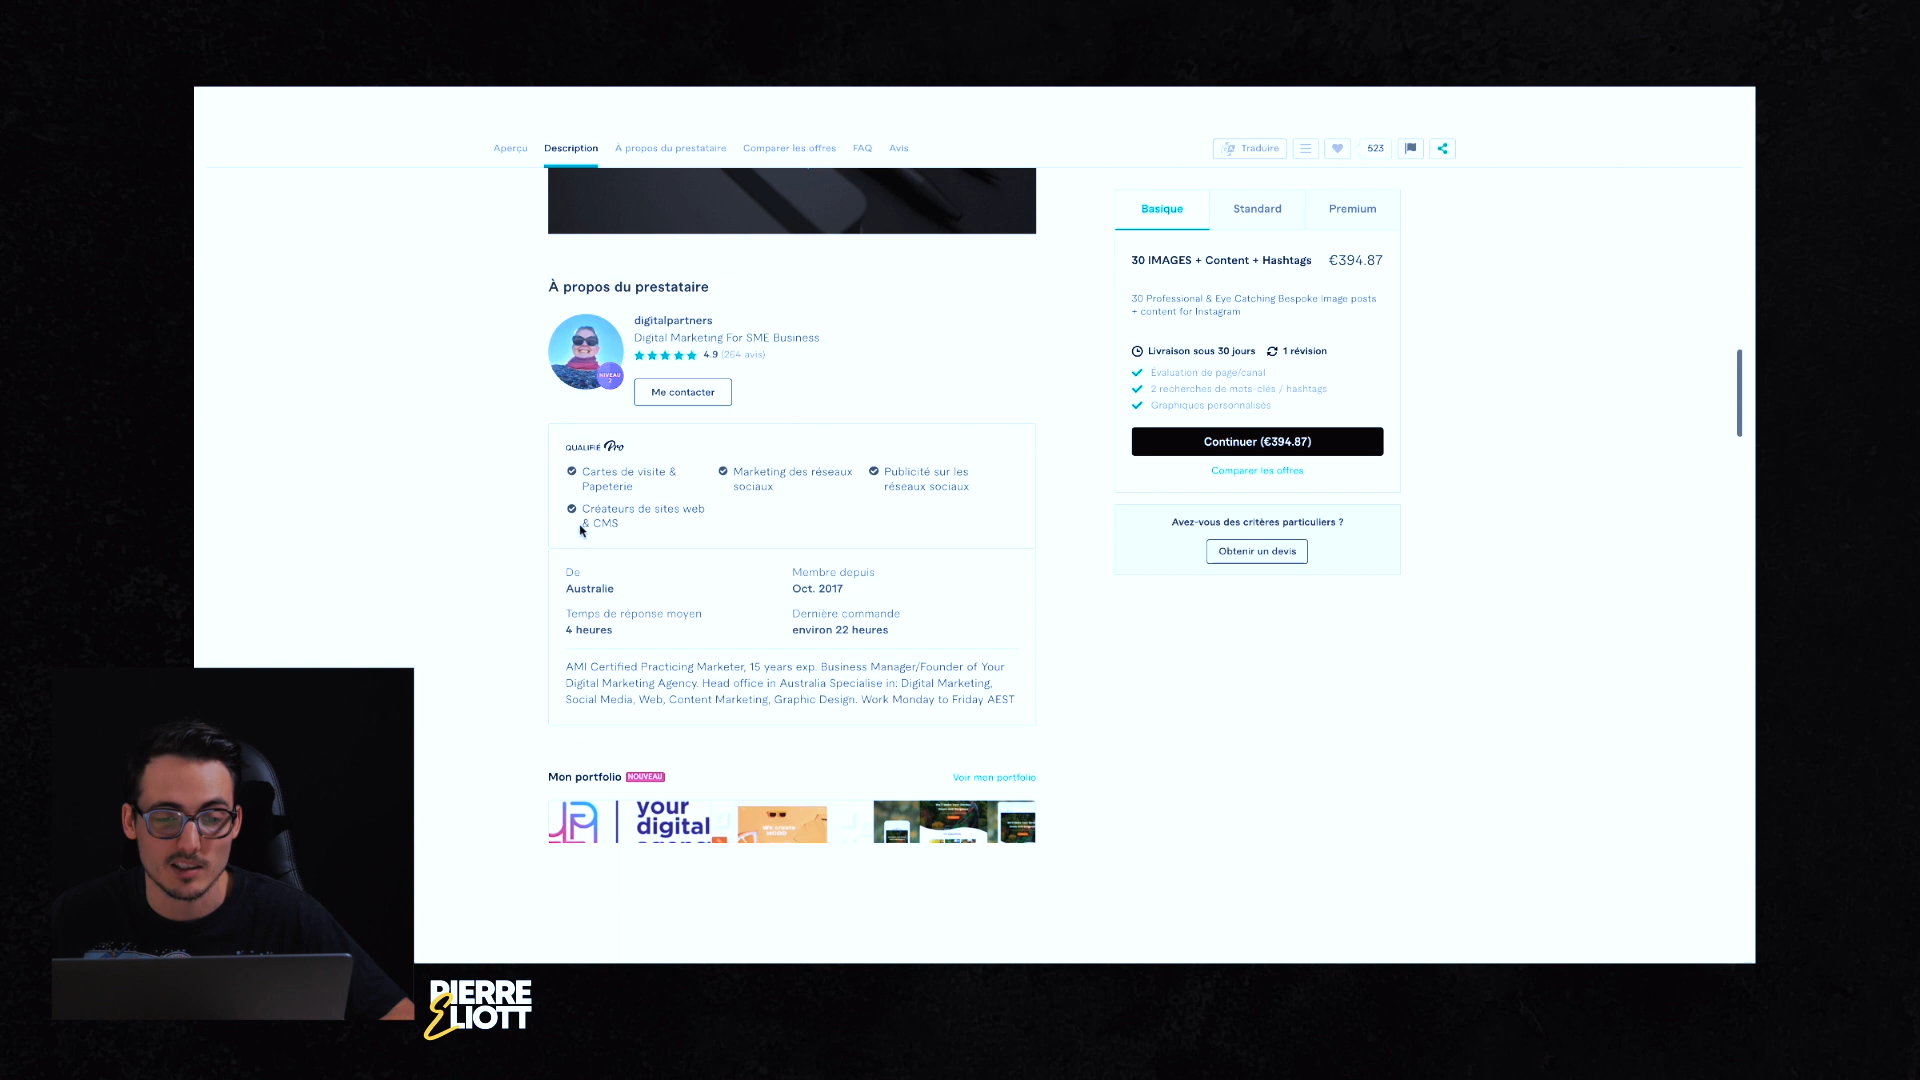 Aperçu
Description
À propos du prestataire
Comparer les offres
FAQ
Avis
Traduire
523
Basique
Standard
Premium
30 IMAGES + Content + Hashtags
€394.87
30 Professional & Eye Catching Bespoke Image posts
+ content for Instagram
Livraison sous 30 jours
1 révision
Évaluation de page/canal
2 recherches de mots-clés / hashtags
Graphiques personnalisés
Continuer (€394.87)
Comparer les offres
Avez-vous des critères particuliers ?
Obtenir un devis
À propos du prestataire
digitalpartners
Digital Marketing For SME Business
4.9 (264 avis)
NIVEAU
2
Me contacter
QUALIFIÉ Pro
Cartes de visite &
Papeterie
Marketing des réseaux
sociaux
Publicité sur les
réseaux sociaux
Créateurs de sites web
& CMS
De
Australie
Membre depuis
Oct. 2017
Temps de réponse moyen
4 heures
Dernière commande
environ 22 heures
AMI Certified Practicing Marketer, 15 years exp. Business Manager/Founder of Your
Digital Marketing Agency. Head office in Australia Specialise in: Digital Marketing,
Social Media, Web, Content Marketing, Graphic Design. Work Monday to Friday AEST
Mon portfolio NOUVEAU
Voir mon portfolio
your
digital
PIERRE
ELIOTT